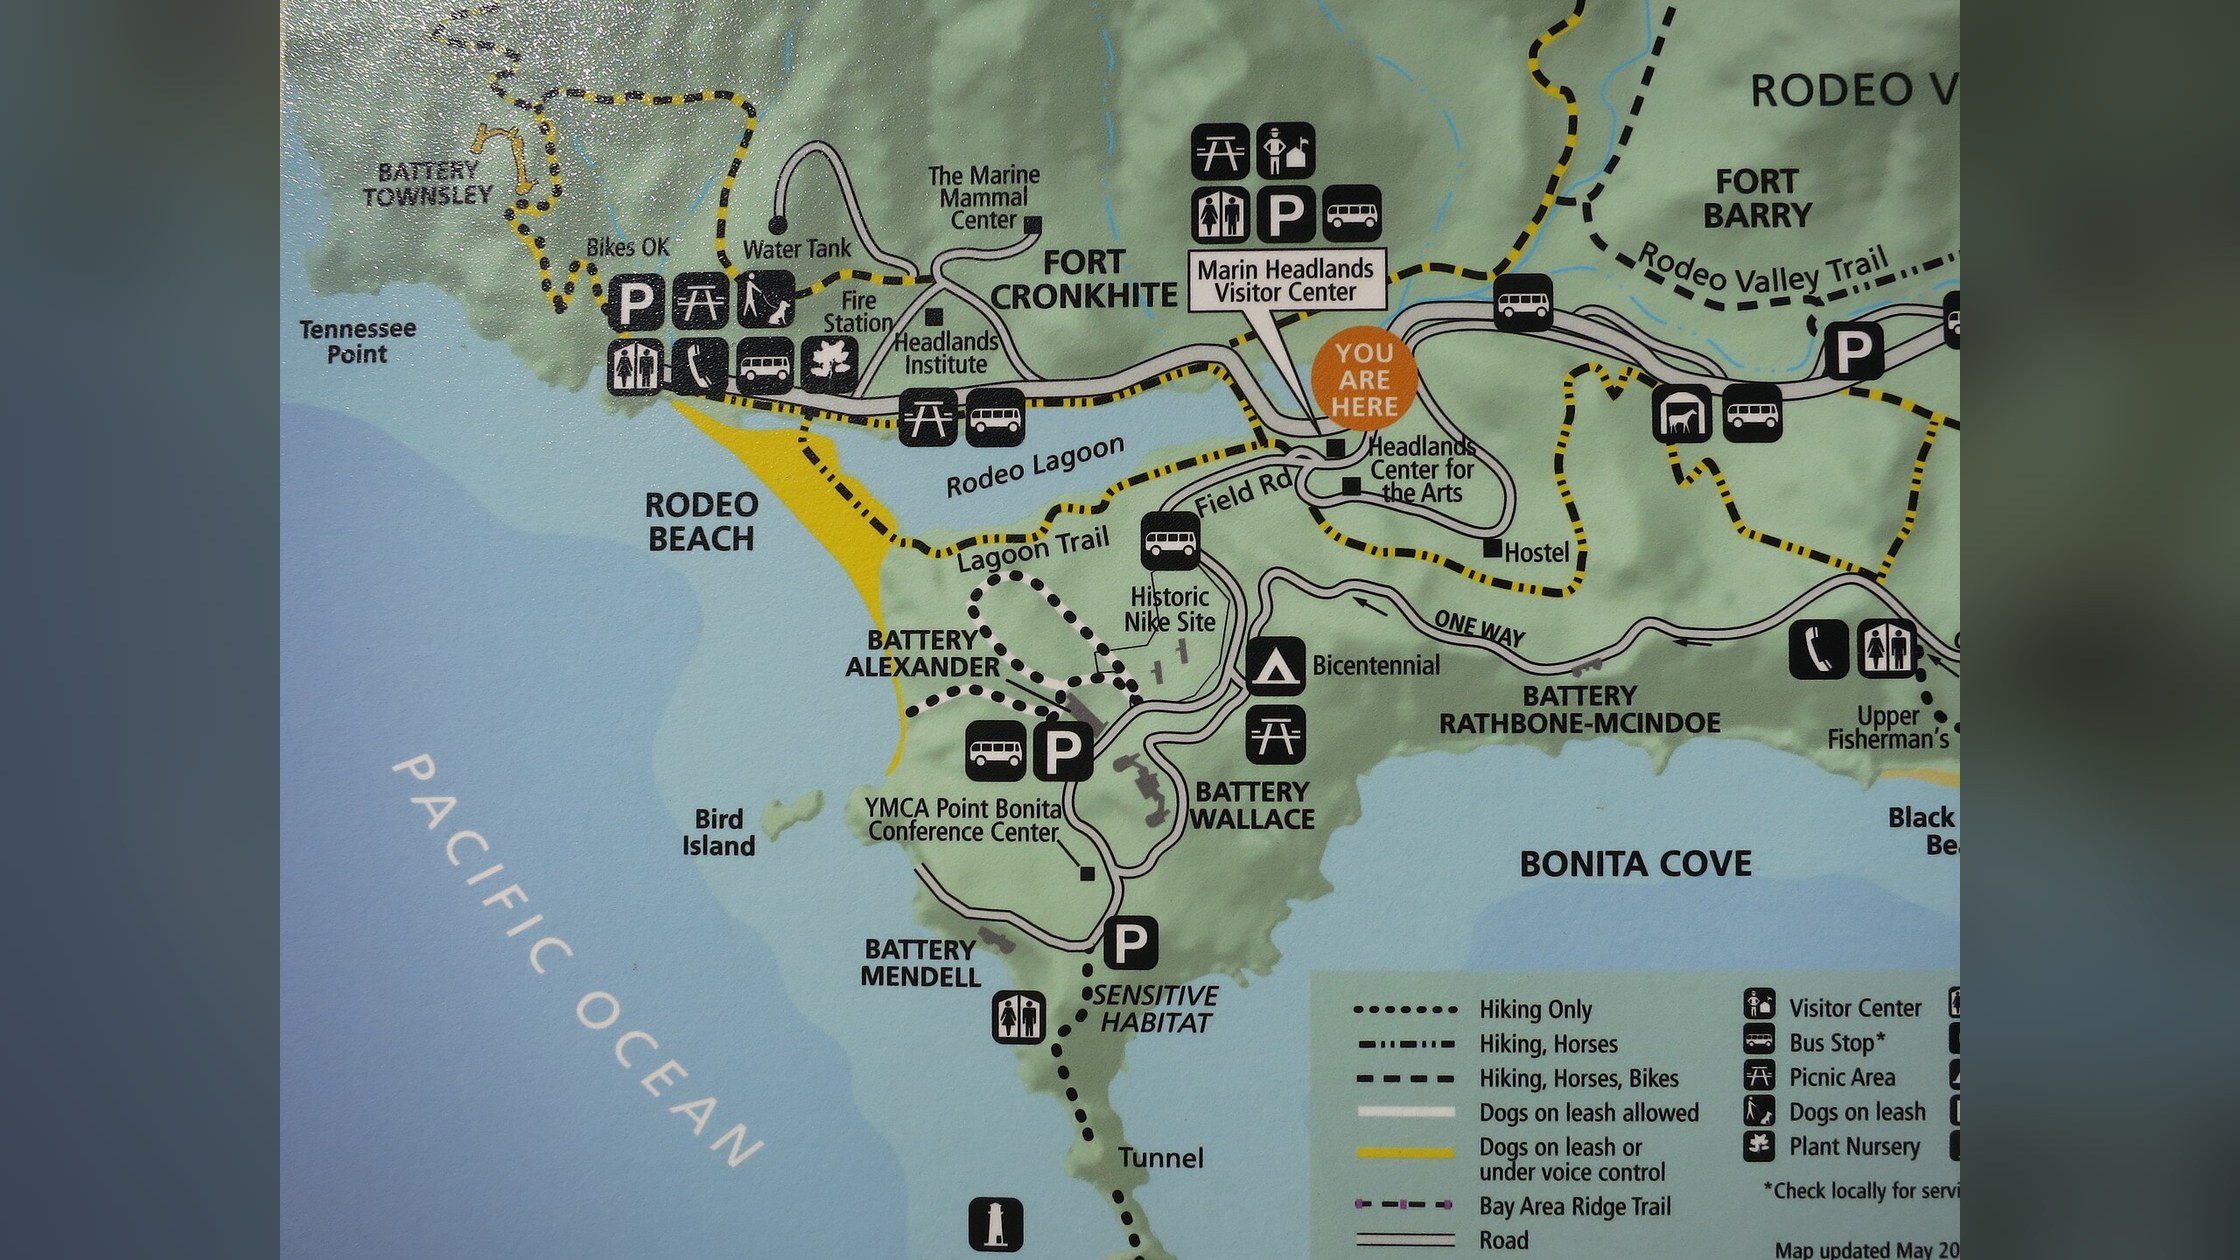 RODEO V
BATTERY
TOWNSLEY
The Marine
Mammal
Center
P
FORT
BARRY
Bikes OK
Water Tank
FORT
CRONKHITE
Marin Headlands
Visitor Center
Rodeo Valley Trail
P
Fire
Station
Tennessee
Point
Headlands
Institute
YOU
ARE
HERE
P
Rodeo Lagoon
Headlands
Center for
the Arts
RODEO
BEACH
Field Rd
Lagoon Trail
Hostel
Historic
Nike Site
ONE WAY
BATTERY
ALEXANDER
Bicentennial
BATTERY
RATHBONE-MCINDOE
Upper
Fisherman's
P
PACIFIC OCEAN
Bird
Island
YMCA Point Bonita
Conference Center
BATTERY
WALLACE
Black
Be
BONITA COVE
BATTERY
MENDELL
P
SENSITIVE
HABITAT
Tunnel
Hiking Only
Hiking, Horses
Hiking, Horses, Bikes
Dogs on leash allowed
Dogs on leash or
under voice control
Bay Area Ridge Trail
Road
Visitor Center
Bus Stop*
Picnic Area
Dogs on leash
Plant Nursery
*Check locally for servi
Map updated May 20